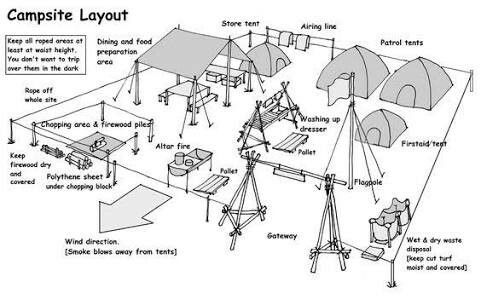 Campsite Layout
Keep all roped areas at
least at waist height.
You don't want to trip
over them in the dark
Dining and food
preparation
area
Store tent
Airing line
Patrol tents
Rope off
whole site
Chopping area & firewood piles
Keep
firewood dry
and
covered
Polythene sheet
under chopping block
Altar fire
Pallet
Washing up
dresser
Pallet
Firstaid tent
Flagpole
Wind direction.
[Smoke blows away from tents]
Gateway
Wet & dry waste
disposal
[Keep cut turf
moist and covered]